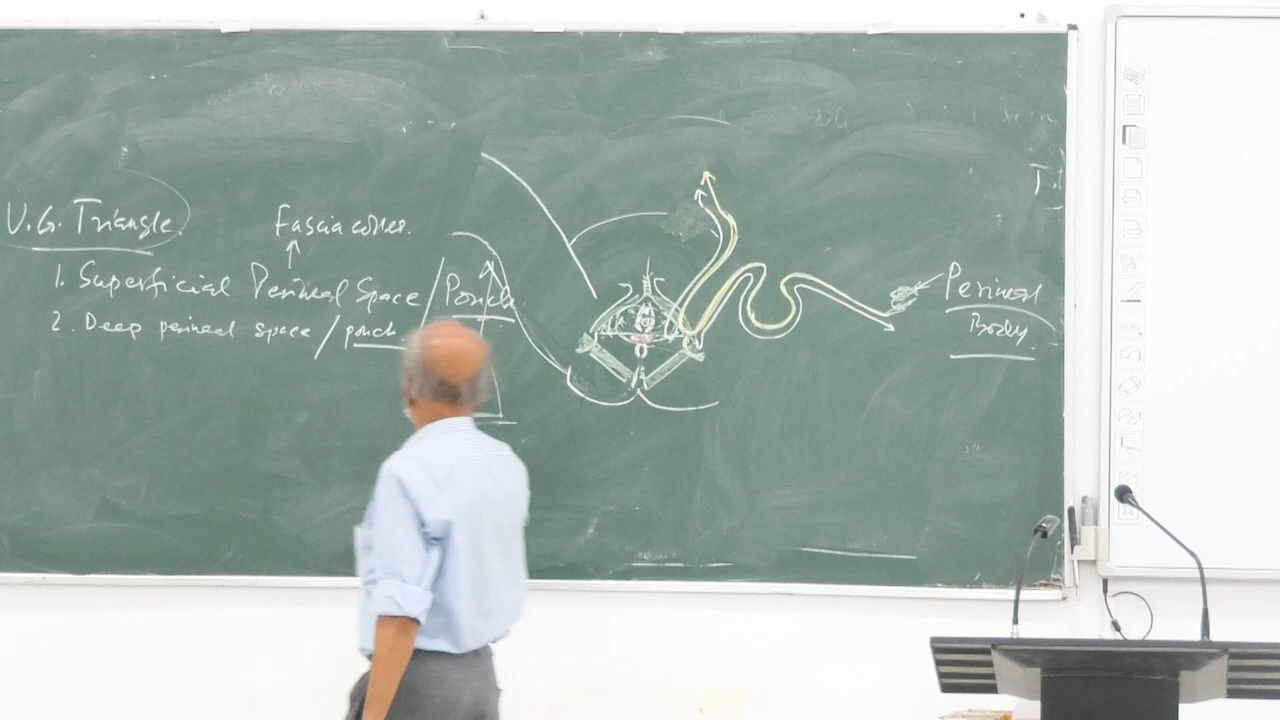 U.G. Triangle
Fascia colles.
1. Superficial Perineal Space / Pouch
2. Deep perineal space / pouch
Perineal
Body